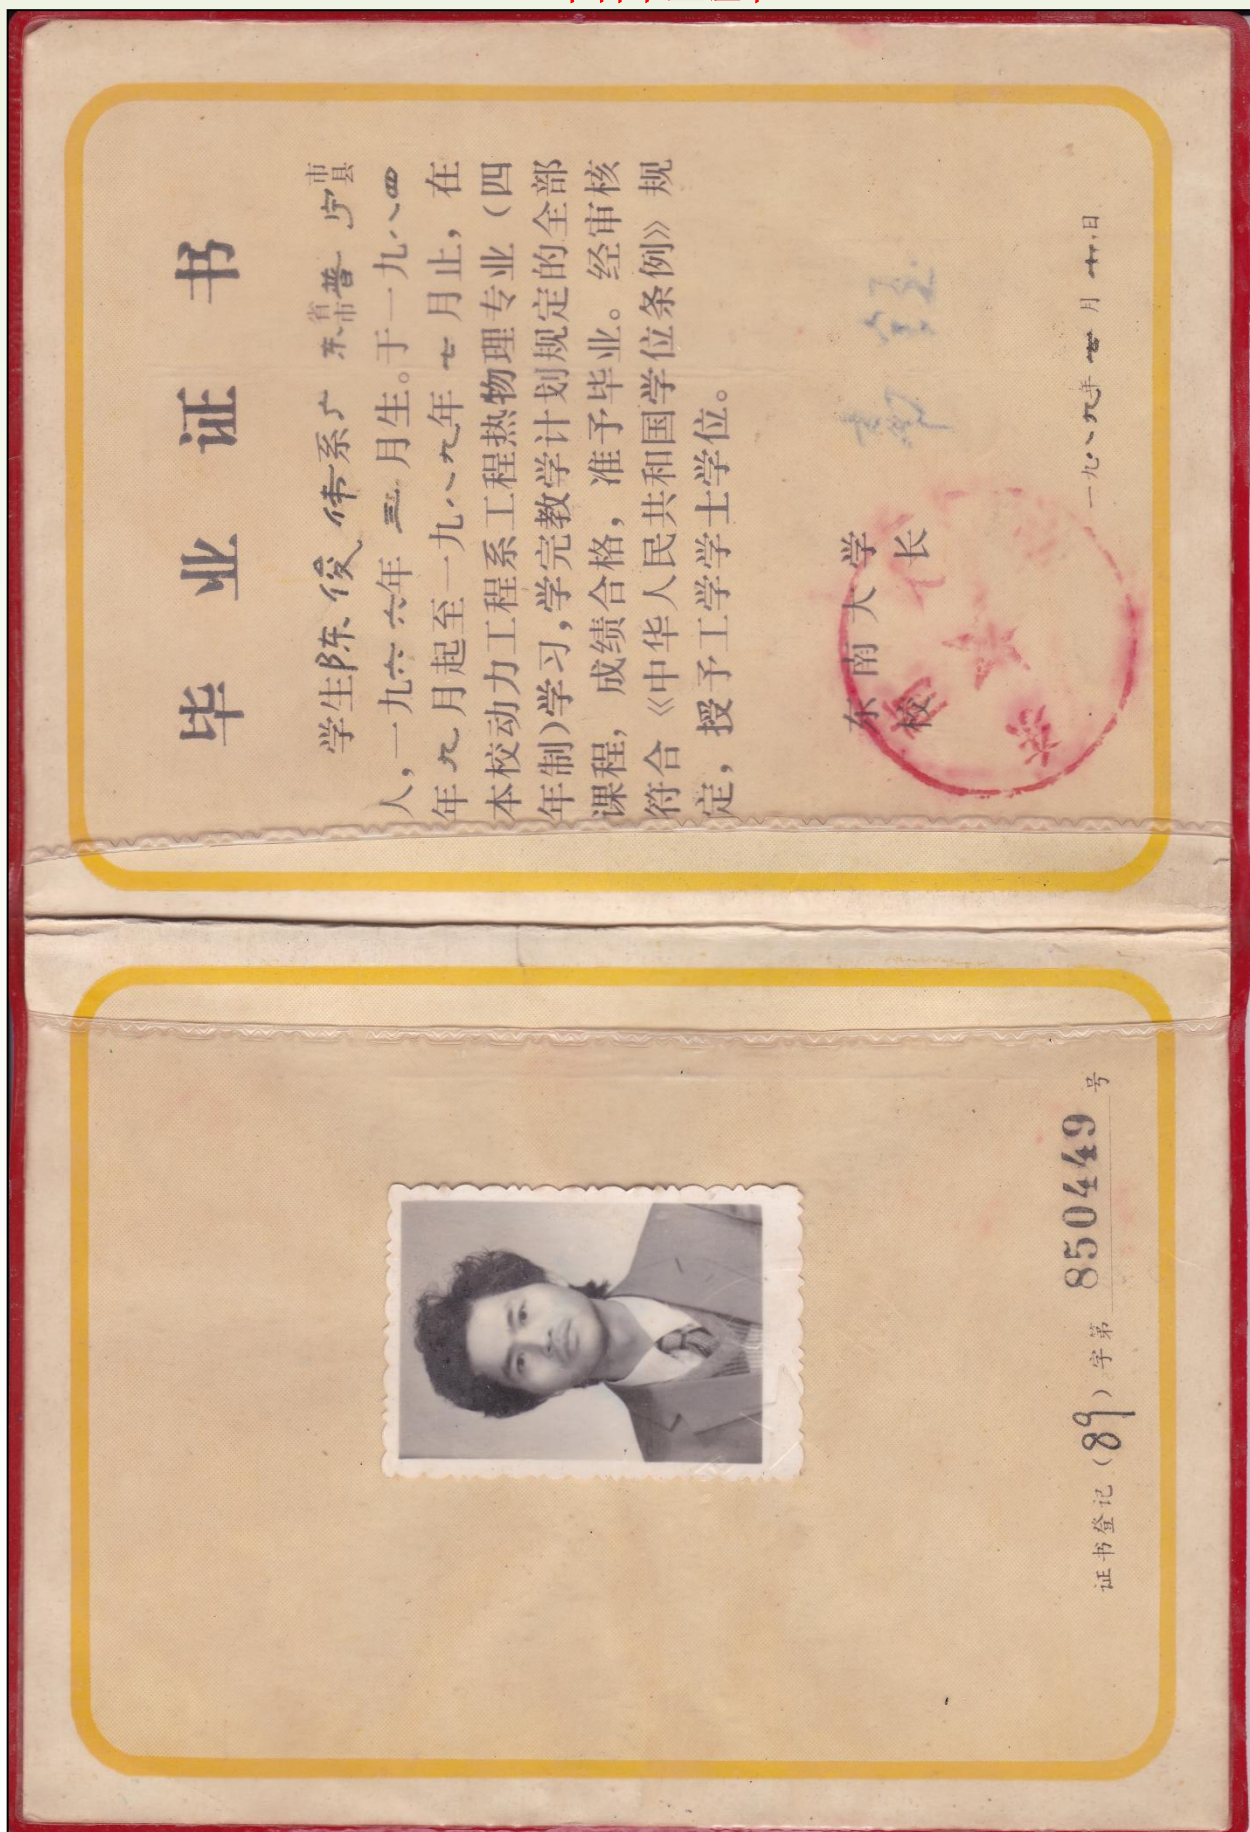 毕业证书
学生陈俊伟系广东省市普宁市县
人,一九六六年三月生。于一九八四
年九月起至一九八九年七月止,在
本校动力工程系工程热物理专业(四
年制)学习,学完教学计划规定的全部
课程,成绩合格,准予毕业。经审核
符合《中华人民共和国学位条例》规
定,授予工学学士学位。
东南大学
校长
一九八九年七月十日
证书登记(89)字第850449号